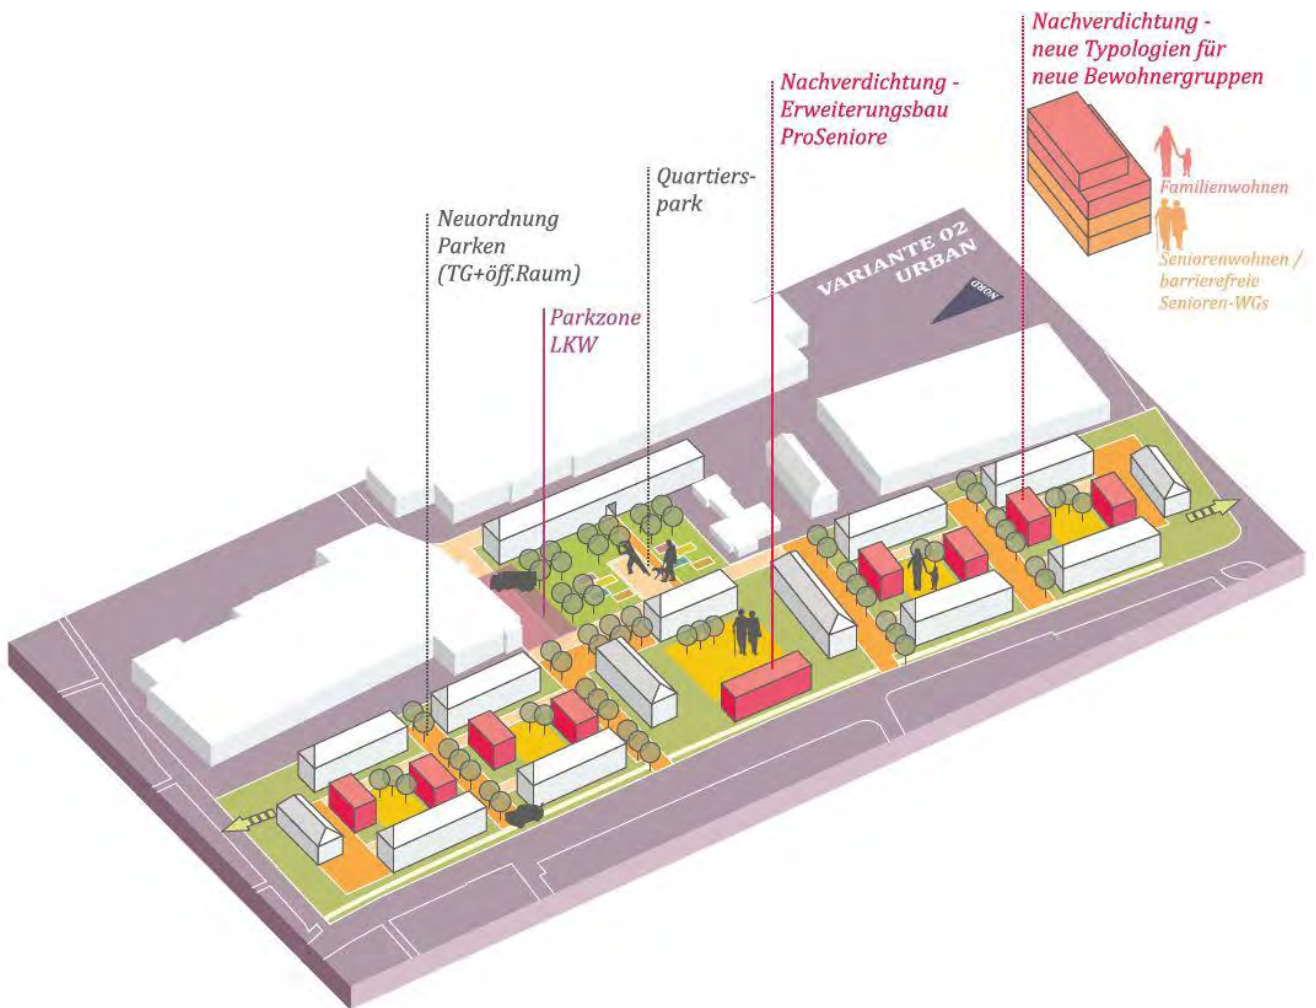 Nachverdichtung -
neue Typologien für
neue Bewohnergruppen
Familienwohnen
Seniorenwohnen /
barrierefreie
Senioren-WGs
Nachverdichtung -
Erweiterungsbau
ProSeniore
Quartiers-
park
Neuordnung
Parken
(TG+öff.Raum)
Parkzone
LKW
VARIANTE 02
URBAN
NORD